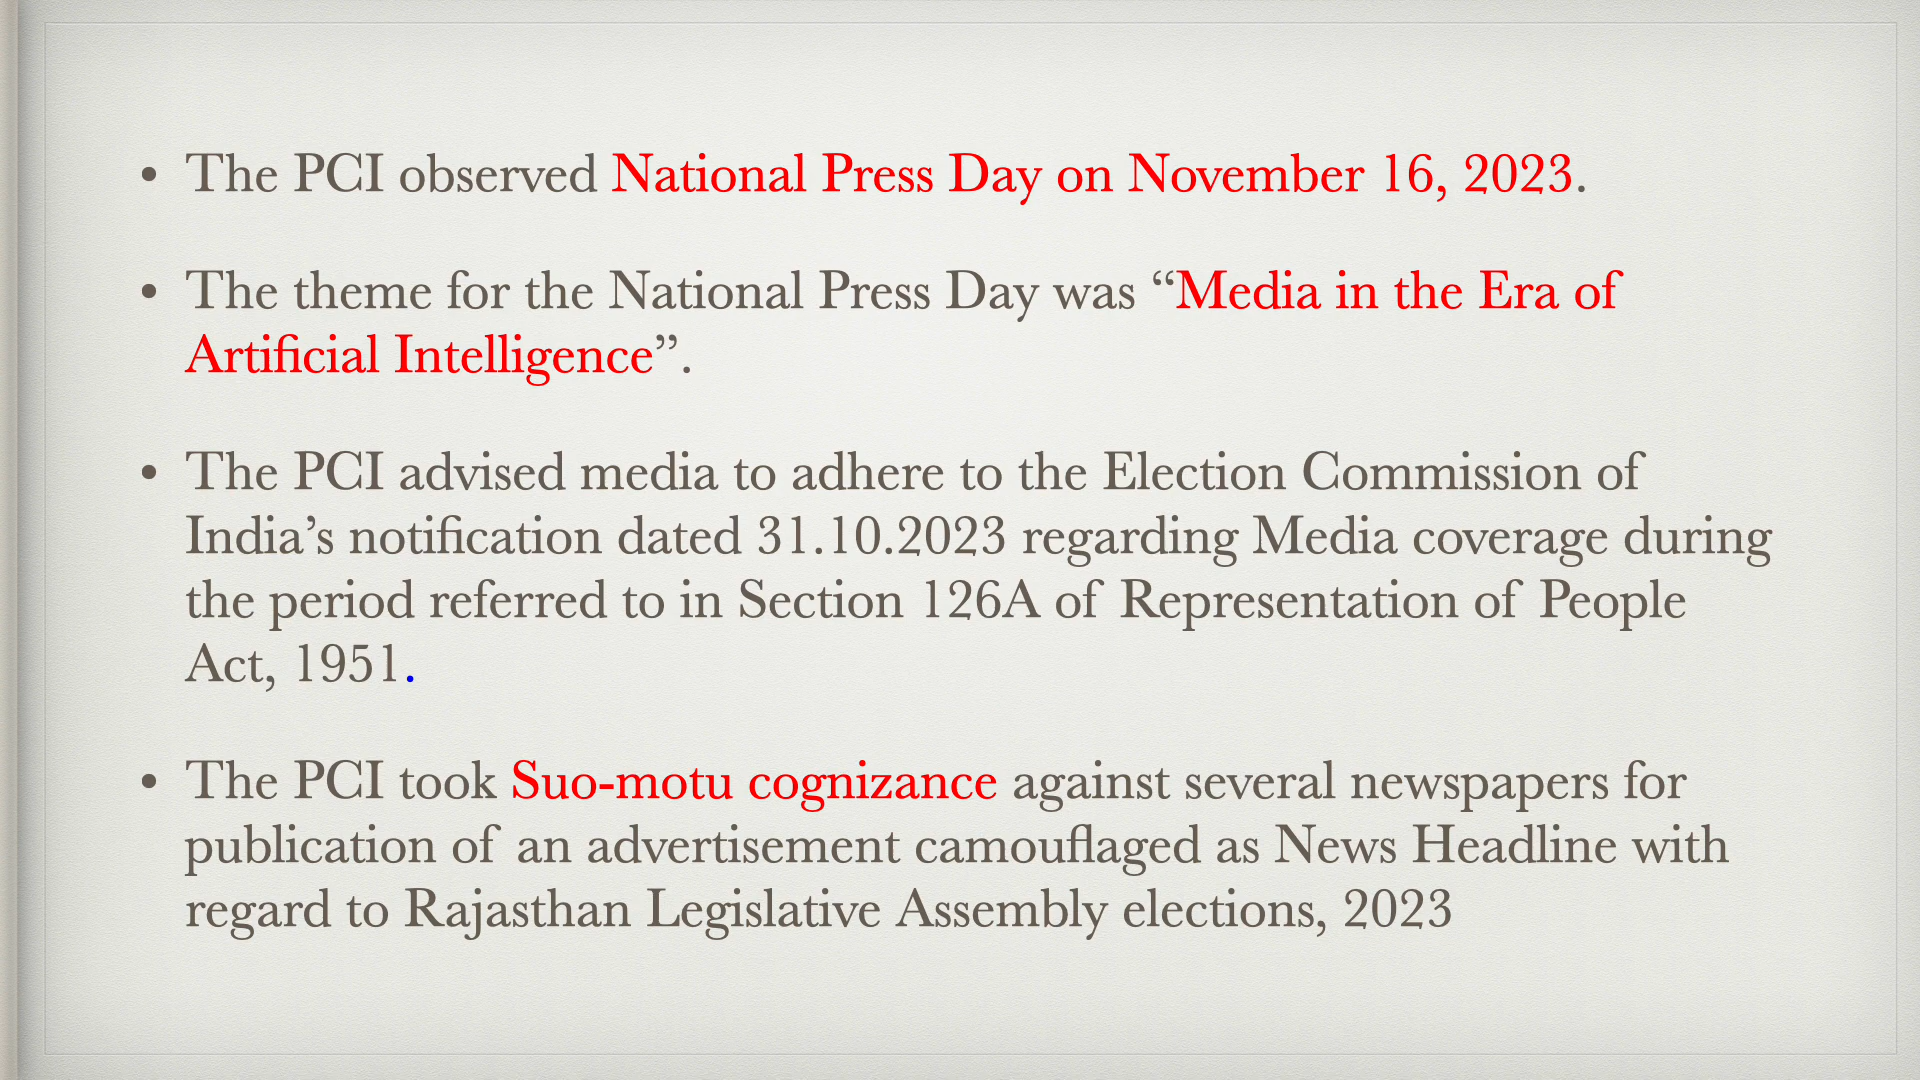 • The PCI observed National Press Day on November 16, 2023.
• The theme for the National Press Day was “Media in the Era of
Artificial Intelligence”.
• The PCI advised media to adhere to the Election Commission of
India’s notification dated 31.10.2023 regarding Media coverage during
the period referred to in Section 126A of Representation of People
Act, 1951.
• The PCI took Suo-motu cognizance against several newspapers for
publication of an advertisement camouflaged as News Headline with
regard to Rajasthan Legislative Assembly elections, 2023